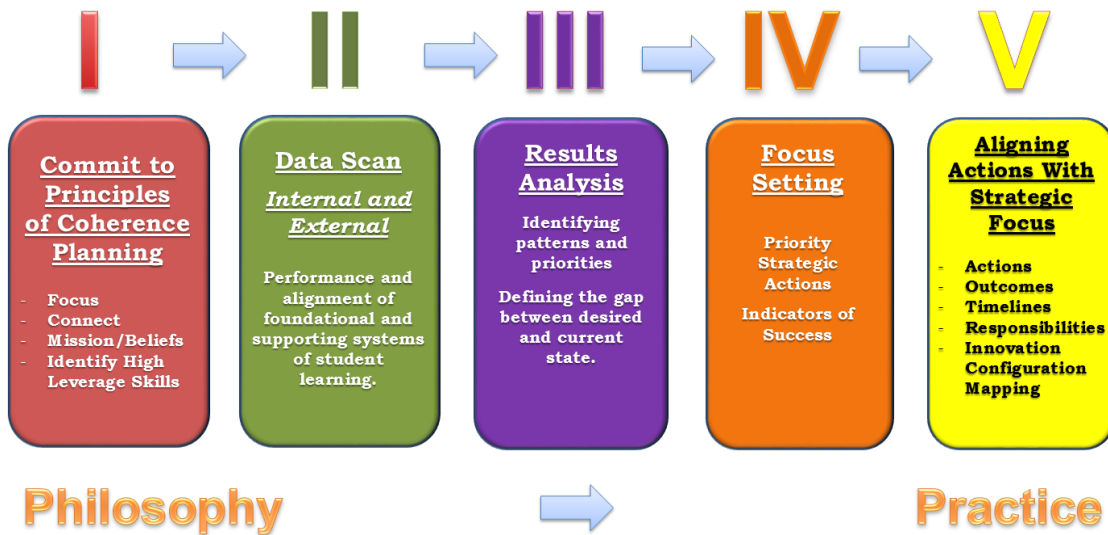 I
II
III
IV
V
Commit to
Principles
of Coherence
Planning
- Focus
- Connect
- Mission/Beliefs
- Identify High
Leverage Skills
Data Scan
Internal and
External
Performance and
alignment of
foundational and
supporting systems
of student
learning.
Results
Analysis
Identifying
patterns and
priorities
Defining the gap
between desired
and current
state.
Focus
Setting
Priority
Strategic
Actions
Indicators of
Success
Aligning
Actions With
Strategic
Focus
- Actions
- Outcomes
- Timelines
- Responsibilities
- Innovation
Configuration
Mapping
Philosophy
Practice